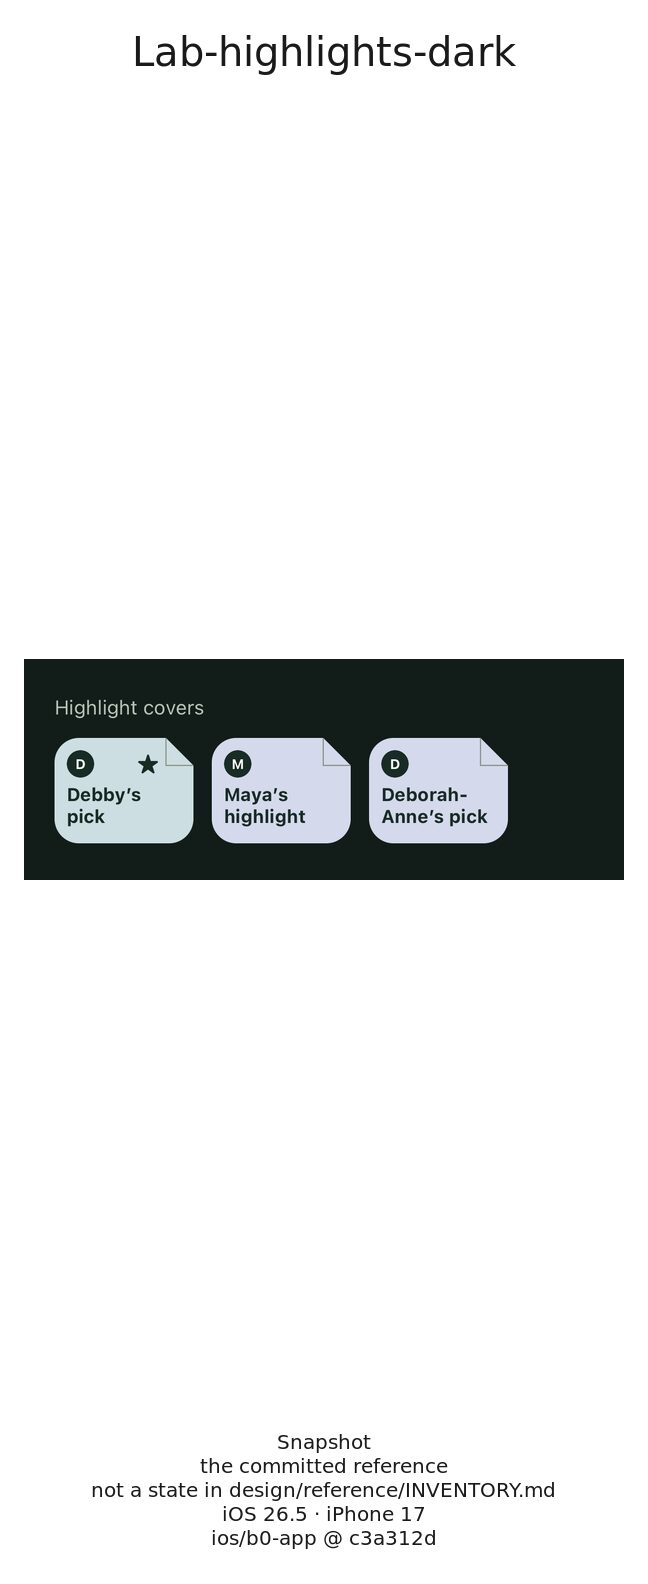 Lab-highlights-dark
Highlight covers
D
Debby’s
pick
M
Maya’s
highlight
D
Deborah-
Anne’s pick
Snapshot
the committed reference
not a state in design/reference/INVENTORY.md
iOS 26.5 · iPhone 17
ios/b0-app @ c3a312d